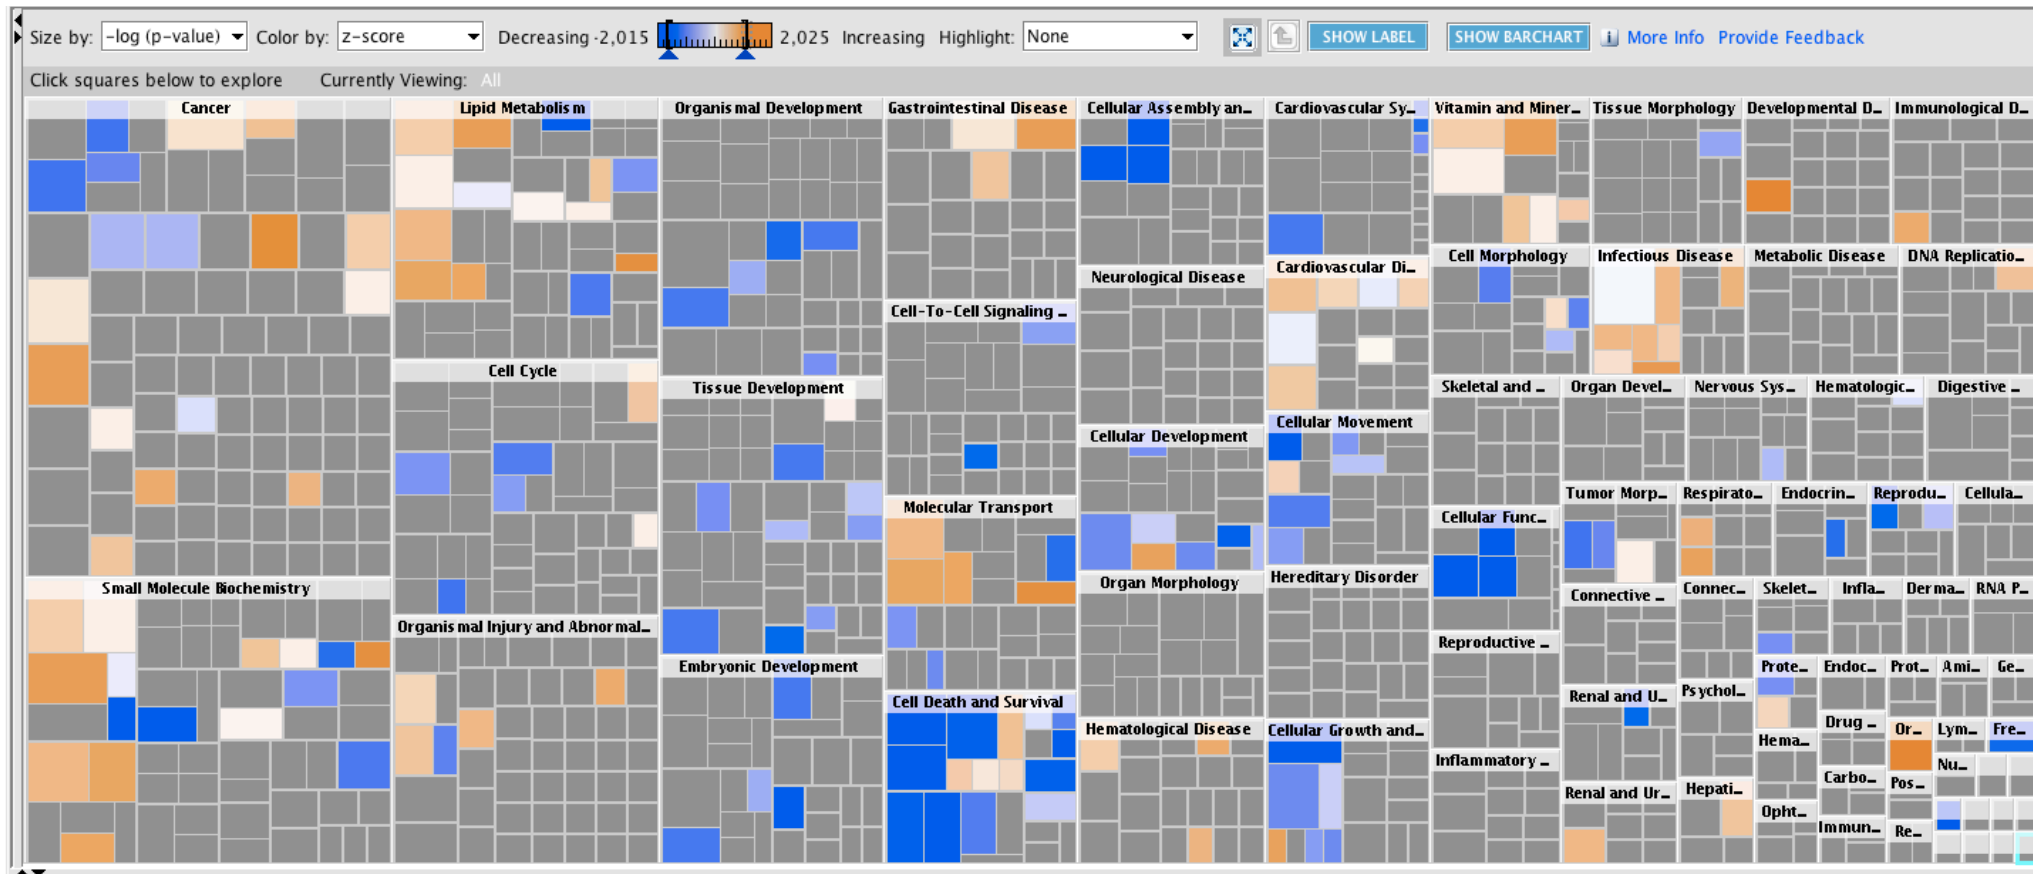 Size by: -log (p-value) Color by: z-score Decreasing -2,015 2,025 Increasing Highlight: None SHOW LABEL SHOW BARCHART i More Info Provide Feedback
Click squares below to explore Currently Viewing: All
Cancer Lipid Metabolism Organismal Development Gastrointestinal Disease Cellular Assembly an... Cardiovascular Sy... Vitamin and Miner... Tissue Morphology Developmental D... Immunological D...
Cell Morphology Infectious Disease Metabolic Disease DNA Replicatio...
Neurological Disease Cardiovascular Di...
Cell-To-Cell Signaling ...
Cell Cycle Tissue Development Skeletal and ... Organ Devel... Nervous Sys... Hematologic... Digestive ...
Cellular Development Cellular Movement
Molecular Transport Cellular Func... Tumor Morp... Respirato... Endocrin... Reprodu... Cellula...
Small Molecule Biochemistry Organ Morphology Hereditary Disorder Connective ... Connec... Skelet... Infla... Derma... RNA P...
Organismal Injury and Abnormal... Reproductive ...
Embryonic Development Prote... Endoc... Prot... Ami... Ge...
Cell Death and Survival Renal and U... Psychol...
Hematological Disease Cellular Growth and... Hema... Drug ... Or... Lym... Fre...
Inflammatory ... Nu...
Renal and Ur... Hepati... Carbo... Pos...
Opht... Immun... Re...